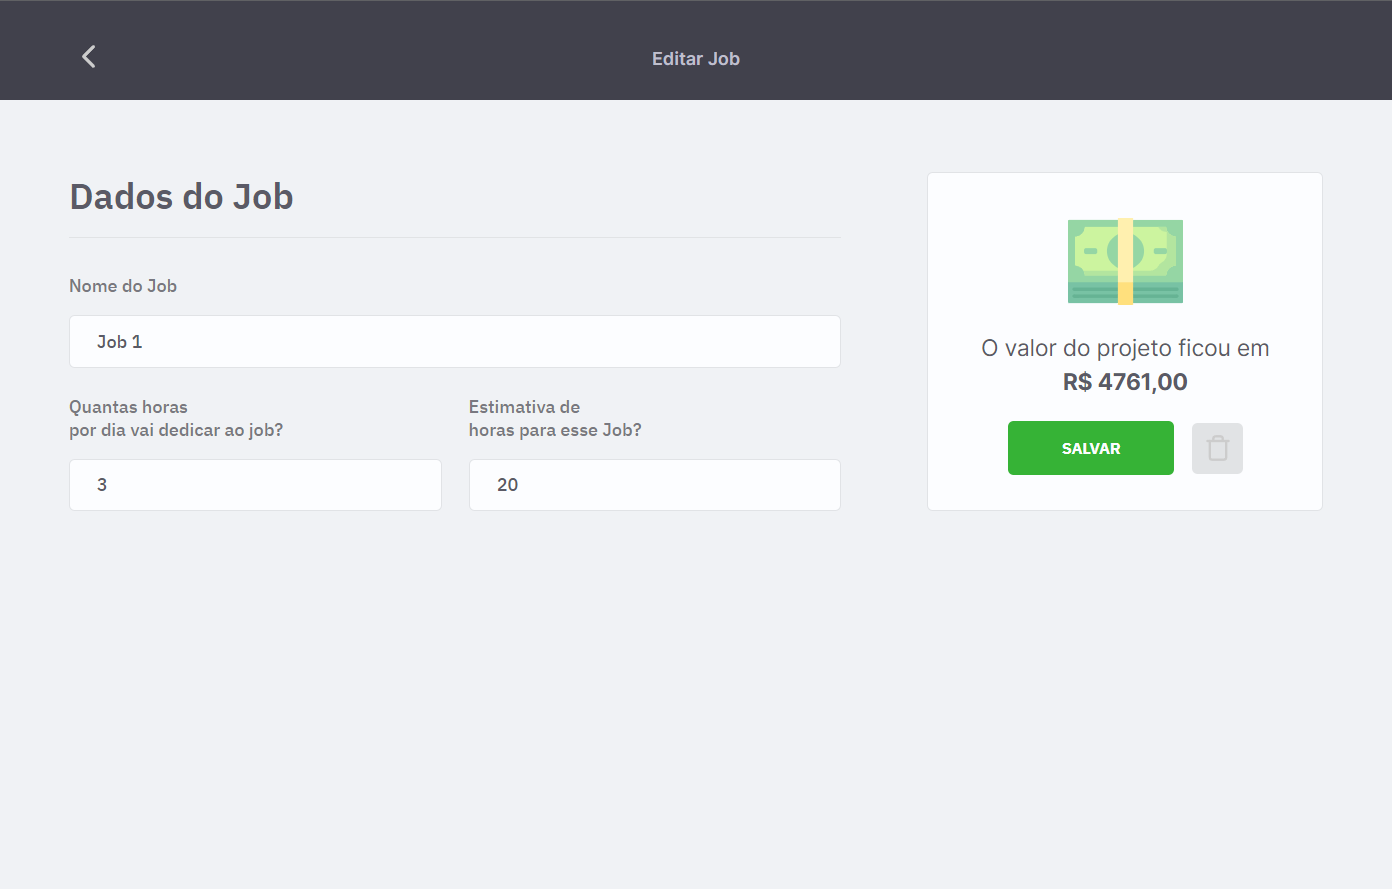 Editar Job
Dados do Job
Nome do Job
Job 1
Quantas horas
por dia vai dedicar ao job?
3
Estimativa de
horas para esse Job?
20
O valor do projeto ficou em
R$ 4761,00
SALVAR